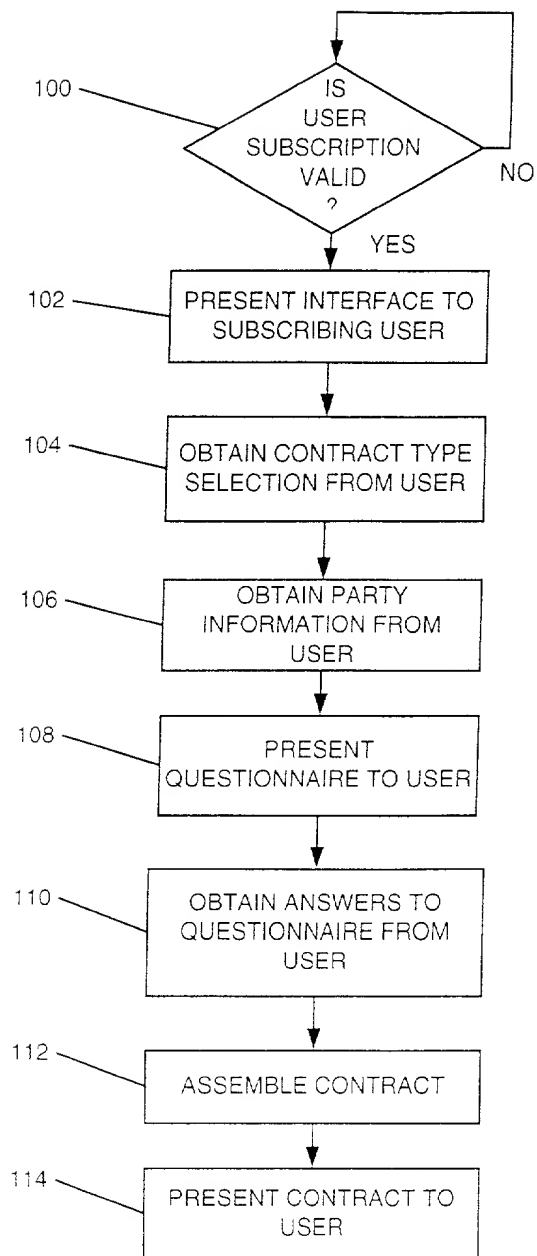 100
IS
USER
SUBSCRIPTION
VALID
?
NO
YES
102
PRESENT INTERFACE TO
SUBSCRIBING USER
104
OBTAIN CONTRACT TYPE
SELECTION FROM USER
106
OBTAIN PARTY
INFORMATION FROM
USER
108
PRESENT
QUESTIONNAIRE TO USER
110
OBTAIN ANSWERS TO
QUESTIONNAIRE FROM
USER
112
ASSEMBLE CONTRACT
114
PRESENT CONTRACT TO
USER